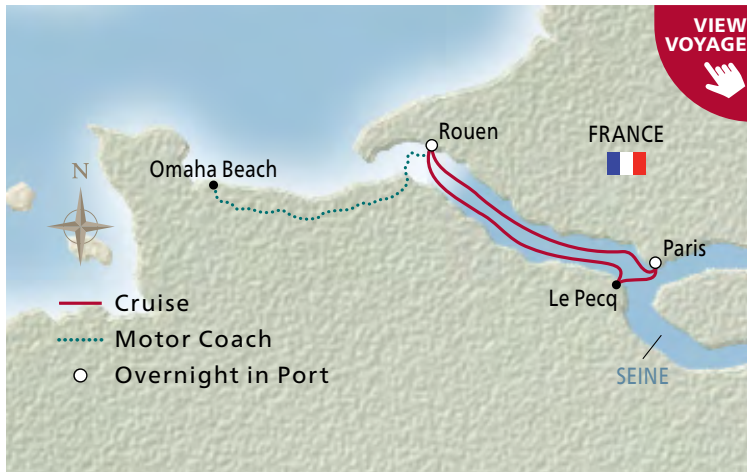 VIEW
VOYAGE
Rouen
FRANCE
N
Omaha Beach
Paris
Le Pecq
Cruise
Motor Coach
Overnight in Port
SEINE